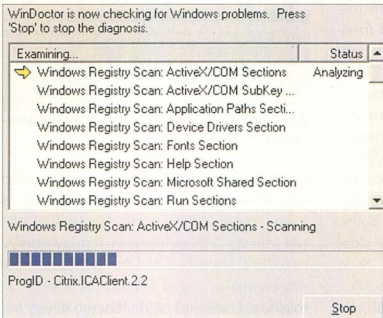 WinDoctor is now checking for Windows problems. Press
'Stop' to stop the diagnosis.
Examining... Status
Windows Registry Scan: ActiveX/COM Sections Analyzing
Windows Registry Scan: ActiveX/COM SubKey ...
Windows Registry Scan: Application Paths Secti...
Windows Registry Scan: Device Drivers Section
Windows Registry Scan: Fonts Section
Windows Registry Scan: Help Section
Windows Registry Scan: Microsoft Shared Section
Windows Registry Scan: Run Sections
Windows Registry Scan: ActiveX/COM Sections - Scanning
ProgID - Citrix.ICAClient.2.2
Stop